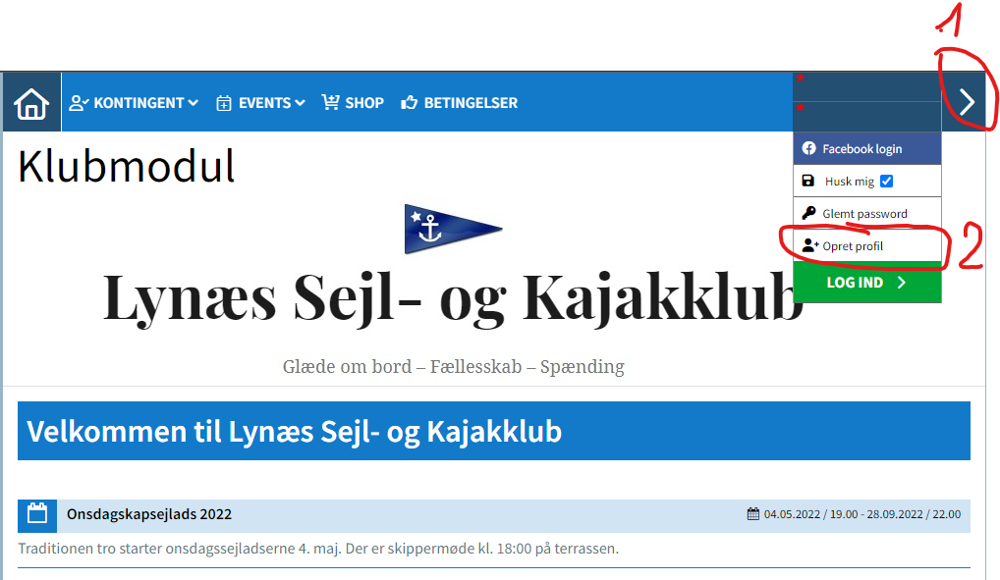 1
KONTINGENT EVENTS SHOP BETINGELSER
Klubmodul
Facebook login
Husk mig
Glemt password
Opret profil
2
LOG IND
Lynæs Sejl- og Kajakklub
Glæde om bord – Fællesskab – Spænding
Velkommen til Lynæs Sejl- og Kajakklub
Onsdagskapsejlads 2022 04.05.2022 / 19.00 - 28.09.2022 / 22.00
Traditionen tro starter onsdagssejladserne 4. maj. Der er skippermøde kl. 18:00 på terrassen.